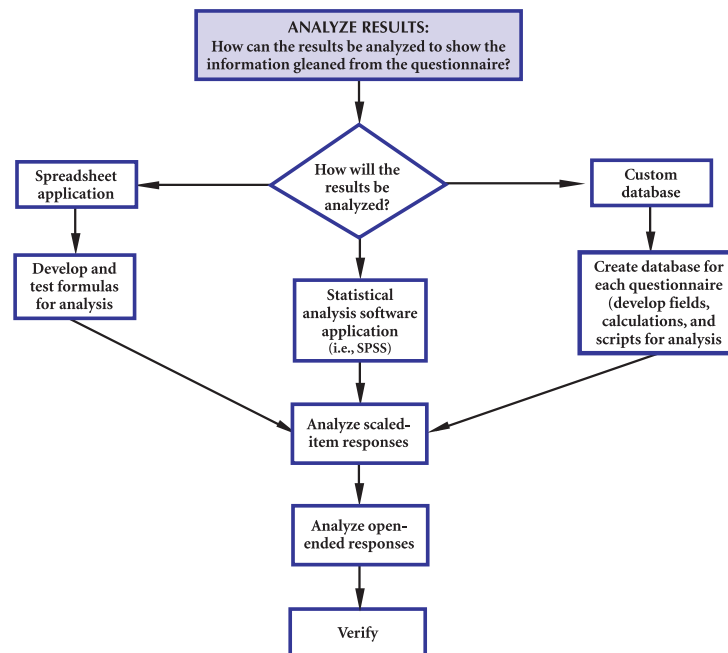 ANALYZE RESULTS:
How can the results be analyzed to show the
information gleaned from the questionnaire?
How will the
results be
analyzed?
Spreadsheet
application
Custom
database
Develop and
test formulas
for analysis
Statistical
analysis software
application
(i.e., SPSS)
Create database for
each questionnaire
(develop fields,
calculations, and
scripts for analysis
Analyze scaled-
item responses
Analyze open-
ended responses
Verify